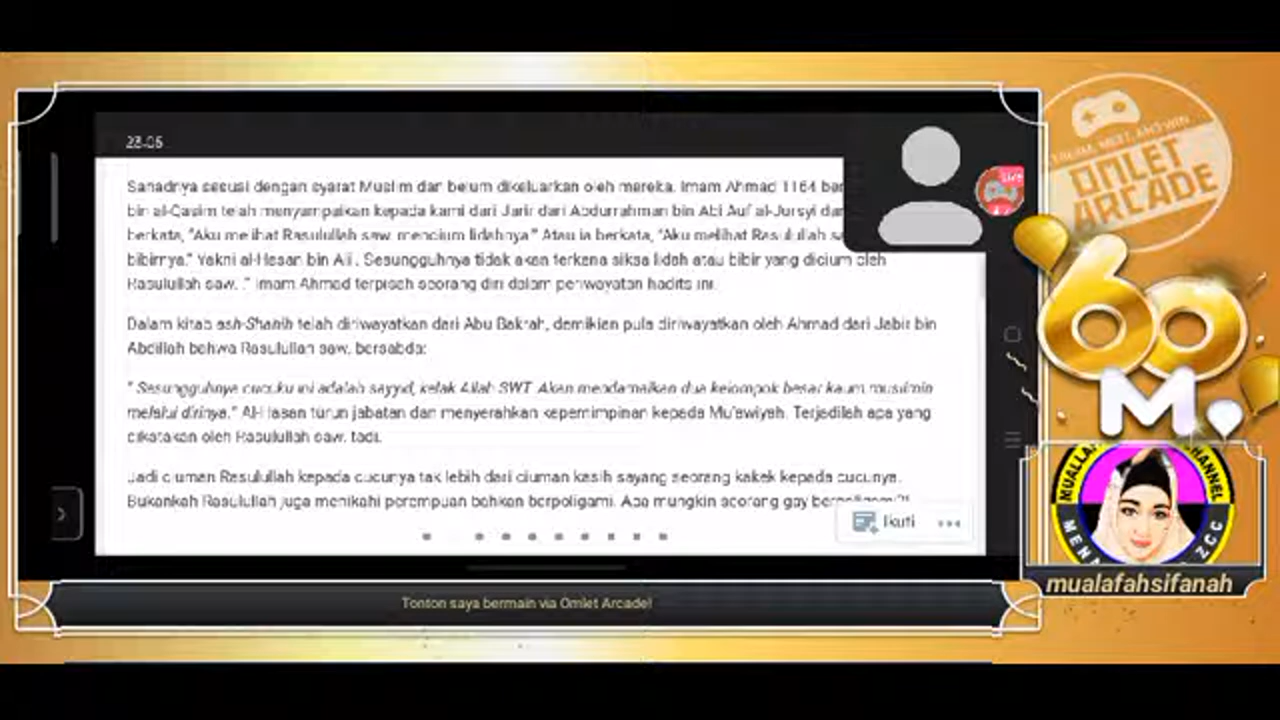 23.05
Sanadnya sesuai dengan syarat Muslim dan belum dikeluarkan oleh mereka. Imam Ahmad 1164
bin al-Qasim telah menyampaikan kepada kami dari Jarir dari Abdurrahman bin Abi Auf al-Jursyi
berkata, "Aku melihat Rasulullah saw. mencium lidahnya." Atau ia berkata, "Aku melihat Rasulullah
bibirnya." Yakni al-Hasan bin Ali . Sesungguhnya tidak akan terkena siksa lidah atau bibir yang dicium oleh
Rasulullah saw. ." Imam Ahmad terpisah seorang diri dalam periwayatan hadits ini.
Dalam kitab ash-Shahih telah diriwayatkan dari Abu Bakrah, demikian pula diriwayatkan oleh Ahmad dari Jabir bin
Abdillah bahwa Rasulullah saw. bersabda:
" Sesungguhnya cucuku ini adalah sayyid, kelak Allah SWT. Akan mendamaikan dua kelompok besar kaum muslimin
melalui dirinya." Al-Hasan turun jabatan dan menyerahkan kepemimpinan kepada Mu'awiyah. Terjadilah apa yang
dikatakan oleh Rasulullah saw. tadi.
Jadi ciuman Rasulullah kepada cucunya tak lebih dari ciuman kasih sayang seorang kakek kepada cucunya.
Bukankah Rasulullah juga menikahi perempuan bahkan berpoligami. Apa mungkin seorang gay berpoligami?!
Ikuti
Tonton saya bermain via Omlet Arcade!
STREAM, MEET, AND WIN
OMLET
ARCADE
60
M.
CHANNEL
ZCC
mualafahsifanah